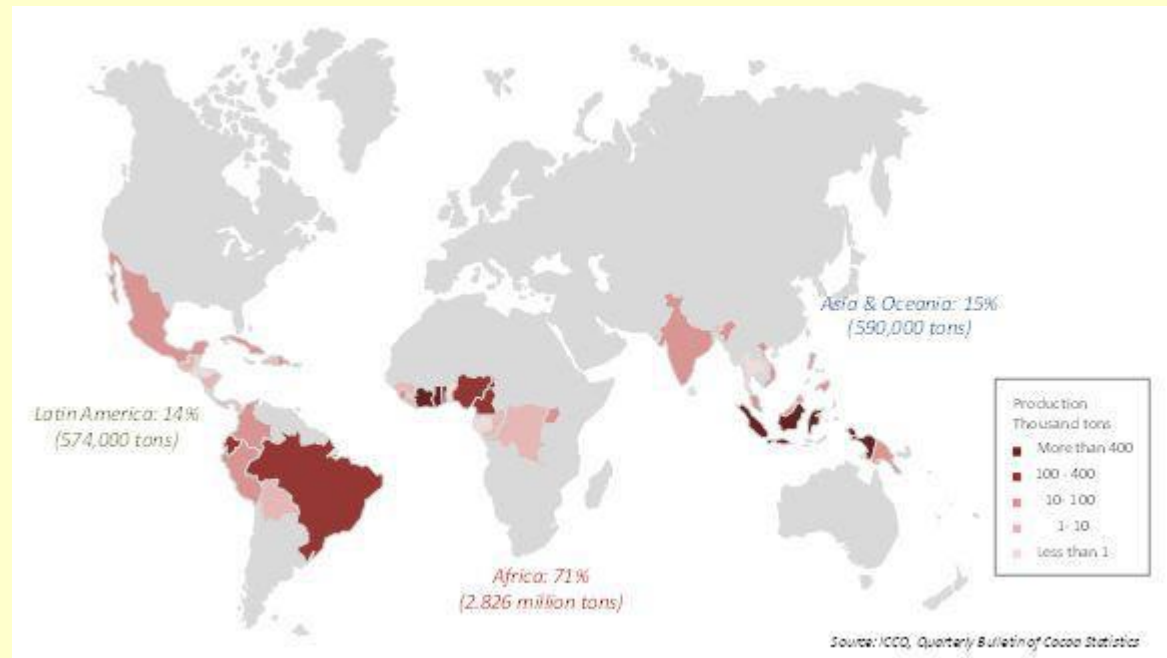 Asia & Oceania: 15%
(590,000 tons)
Latin America: 14%
(574,000 tons)
Production
Thousand tons
More than 400
100 - 400
10- 100
1- 10
Less than 1
Africa: 71%
(2.826 million tons)
Source: ICCO, Quarterly Bulletin of Cocoa Statistics